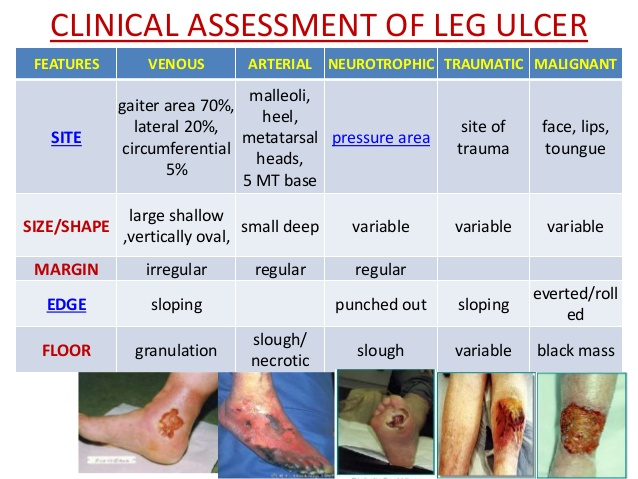 CLINICAL ASSESSMENT OF LEG ULCER
FEATURES VENOUS ARTERIAL NEUROTROPHIC TRAUMATIC MALIGNANT
SITE
gaiter area 70%,
lateral 20%,
circumferential
5%
malleoli,
heel,
metatarsal
heads,
5 MT base
pressure area
site of
trauma
face, lips,
toungue
SIZE/SHAPE
large shallow
,vertically oval,
small deep
variable
variable
variable
MARGIN irregular regular regular
EDGE
sloping
punched out
sloping
everted/roll
ed
FLOOR
granulation
slough/
necrotic
slough
variable
black mass